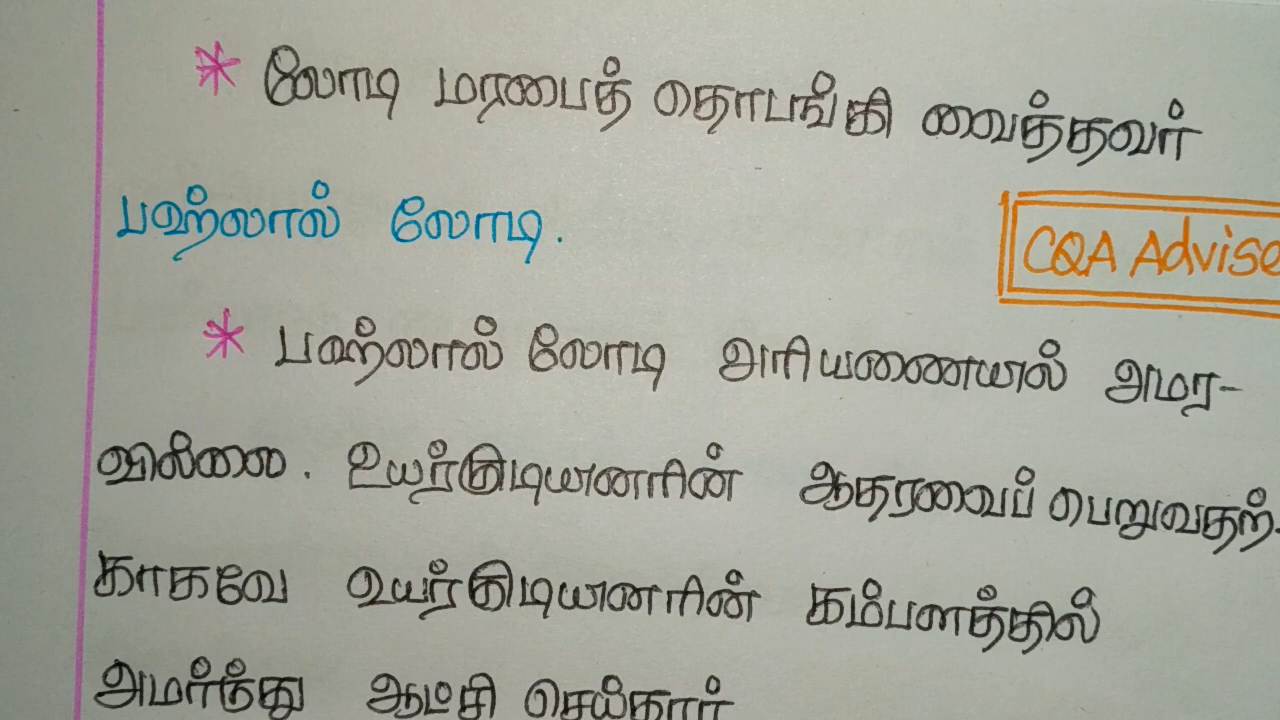 * லோடி மரபைத் தொடங்கி வைத்தவர்
பஹ்லால் லோடி.
CQA Advise
* பஹ்லால் லோடி அரியணையில் அமர-
வில்லை. உயர்குடியினரின் ஆதரவைப் பெறுவதற்-
காகவே உயர்குடியினரின் கம்பளத்தில்
அமர்ந்து ஆட்சி செய்தார்